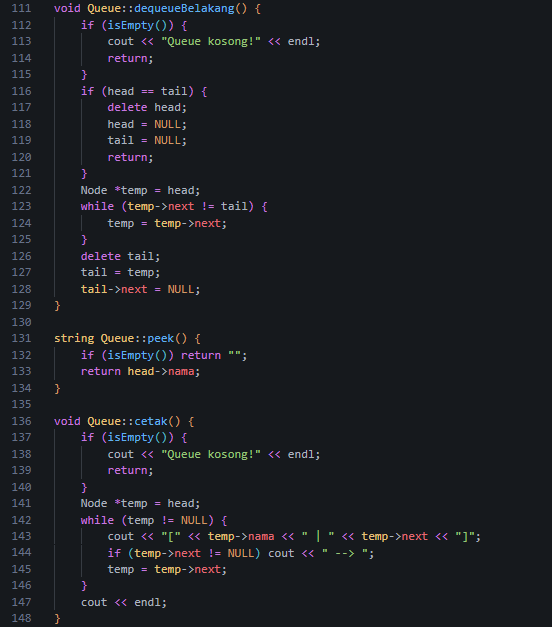 111 void Queue::dequeueBelakang() {
112     if (isEmpty()) {
113         cout << "Queue kosong!" << endl;
114         return;
115     }
116     if (head == tail) {
117         delete head;
118         head = NULL;
119         tail = NULL;
120         return;
121     }
122     Node *temp = head;
123     while (temp->next != tail) {
124         temp = temp->next;
125     }
126     delete tail;
127     tail = temp;
128     tail->next = NULL;
129 }
130
131 string Queue::peek() {
132     if (isEmpty()) return "";
133     return head->nama;
134 }
135
136 void Queue::cetak() {
137     if (isEmpty()) {
138         cout << "Queue kosong!" << endl;
139         return;
140     }
141     Node *temp = head;
142     while (temp != NULL) {
143         cout << "[" << temp->nama << " | " << temp->next << "]";
144         if (temp->next != NULL) cout << " --> ";
145         temp = temp->next;
146     }
147     cout << endl;
148 }